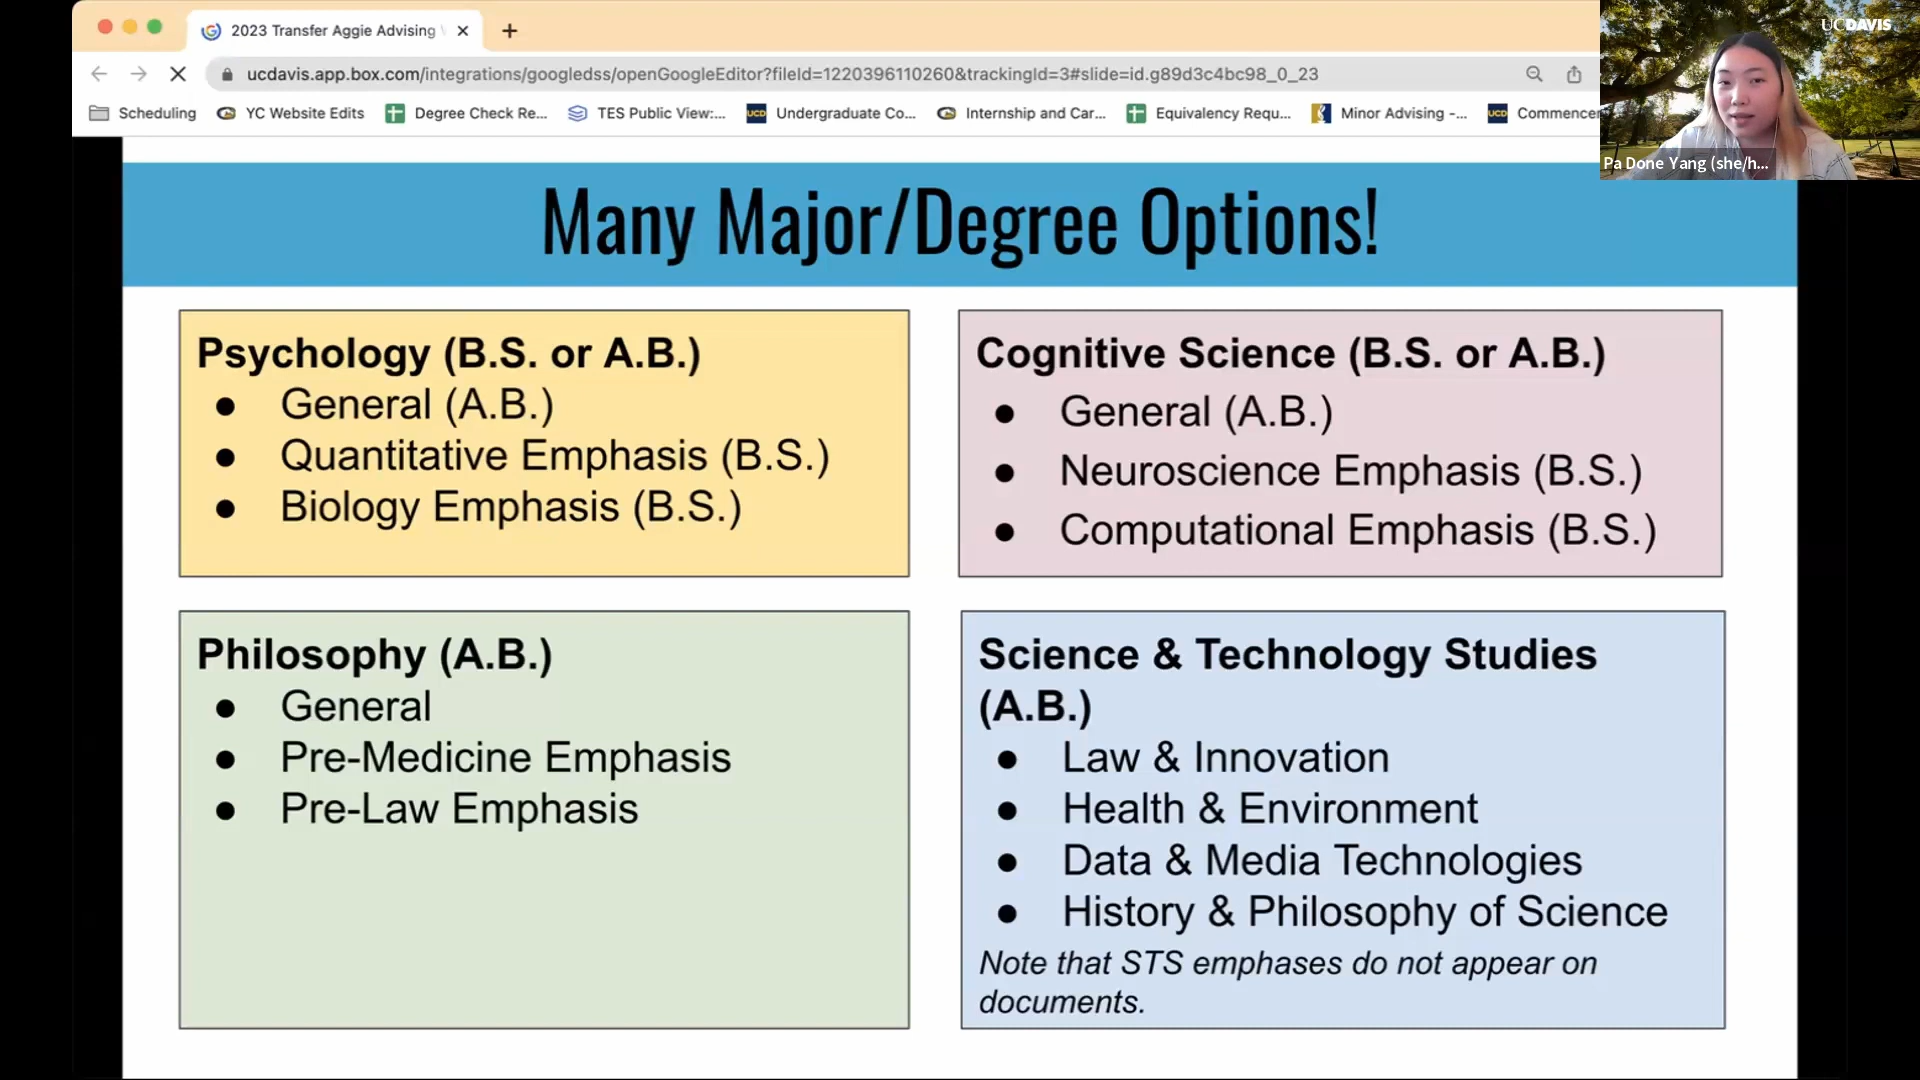 2023 Transfer Aggie Advising
ucdavis.app.box.com/integrations/googledss/openGoogleEditor?fileId=1220396110260&trackingId=3#slide=id.g89d3c4bc98_0_23
Scheduling
YC Website Edits
Degree Check Re...
TES Public View:...
UCD
Undergraduate Co...
Internship and Car...
Equivalency Requ...
Minor Advising -...
UCD
Commencer
UCDAVIS
Pa Done Yang (she/h...
Many Major/Degree Options!
Psychology (B.S. or A.B.)
● General (A.B.)
● Quantitative Emphasis (B.S.)
● Biology Emphasis (B.S.)
Cognitive Science (B.S. or A.B.)
● General (A.B.)
● Neuroscience Emphasis (B.S.)
● Computational Emphasis (B.S.)
Philosophy (A.B.)
● General
● Pre-Medicine Emphasis
● Pre-Law Emphasis
Science & Technology Studies
(A.B.)
● Law & Innovation
● Health & Environment
● Data & Media Technologies
● History & Philosophy of Science
Note that STS emphases do not appear on
documents.